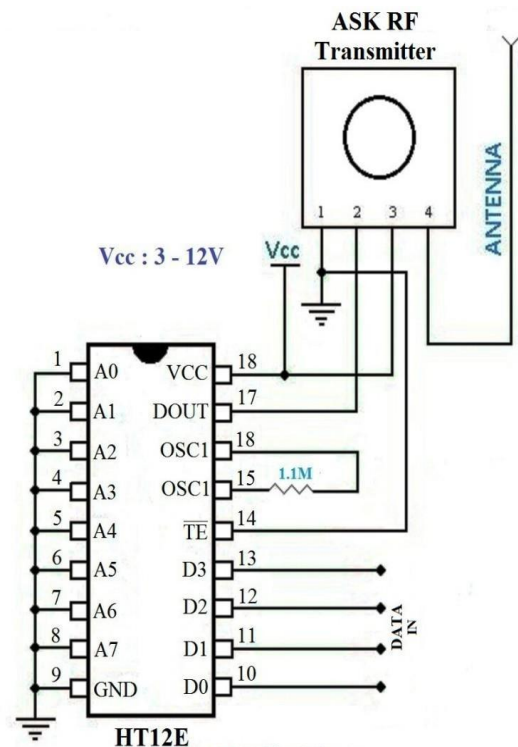 ASK RF
Transmitter
1 2 3 4
ANTENNA
Vcc : 3 - 12V
Vcc
1 A0 VCC 18
2 A1 DOUT 17
3 A2 OSC1 18
4 A3 OSC1 15
1.1M
5 A4 TE 14
6 A5 D3 13
7 A6 D2 12
8 A7 D1 11
9 GND D0 10
DATA
IN
HT12E